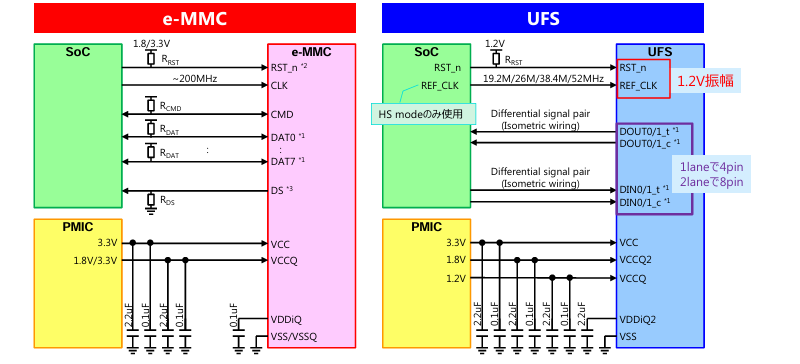 e-MMC
SoC
1.8/3.3V
R_RST
e-MMC
RST_n *2
~200MHz
CLK
R_CMD
CMD
R_DAT
DAT0 *1
R_DAT
:
:
DAT7 *1
DS *3
R_DS
PMIC
3.3V
VCC
1.8V/3.3V
VCCQ
2.2uF
0.1uF
2.2uF
0.1uF
0.1uF
VDDiQ
VSS/VSSQ
UFS
SoC
1.2V
R_RST
UFS
RST_n
RST_n
REF_CLK
19.2M/26M/38.4M/52MHz
REF_CLK
1.2V振幅
HS modeのみ使用
Differential signal pair
(Isometric wiring)
DOUT0/1_t *1
DOUT0/1_c *1
1laneで4pin
2laneで8pin
Differential signal pair
(Isometric wiring)
DIN0/1_t *1
DIN0/1_c *1
PMIC
3.3V
VCC
1.8V
VCCQ2
1.2V
VCCQ
2.2uF
0.1uF
2.2uF
0.1uF
2.2uF
0.1uF
2.2uF
VDDiQ2
VSS